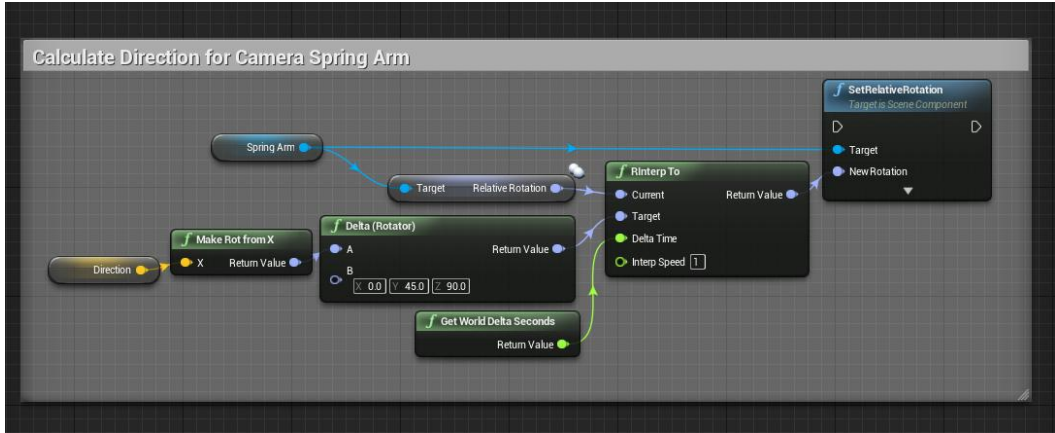 Calculate Direction for Camera Spring Arm
f SetRelativeRotation
Target is Scene Component
Target
New Rotation
Spring Arm
Target Relative Rotation
f RInterp To
Current Return Value
Target
Delta Time
Interp Speed 1
f Make Rot from X
X Return Value
Direction
f Delta (Rotator)
A Return Value
B
X 0.0 Y 45.0 Z 90.0
f Get World Delta Seconds
Return Value